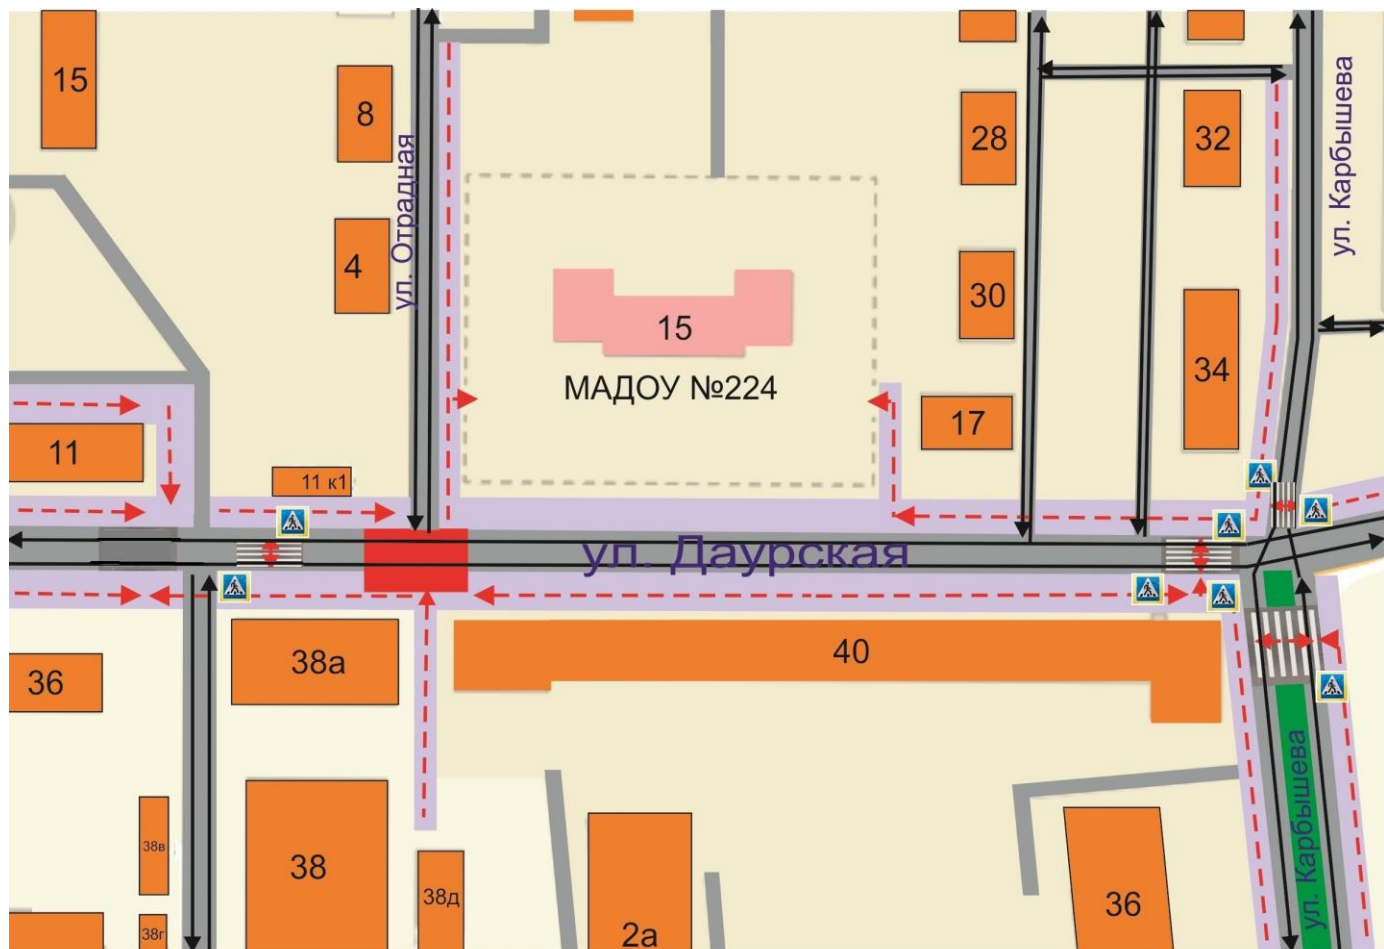 15
8
28
32
ул. Карбышева
ул. Отрадная
4
30
15
34
МАДОУ №224
17
11
11 к1
ул. Даурская
38а
40
36
38в
38
38д
38г
2а
36
ул. Карбышева